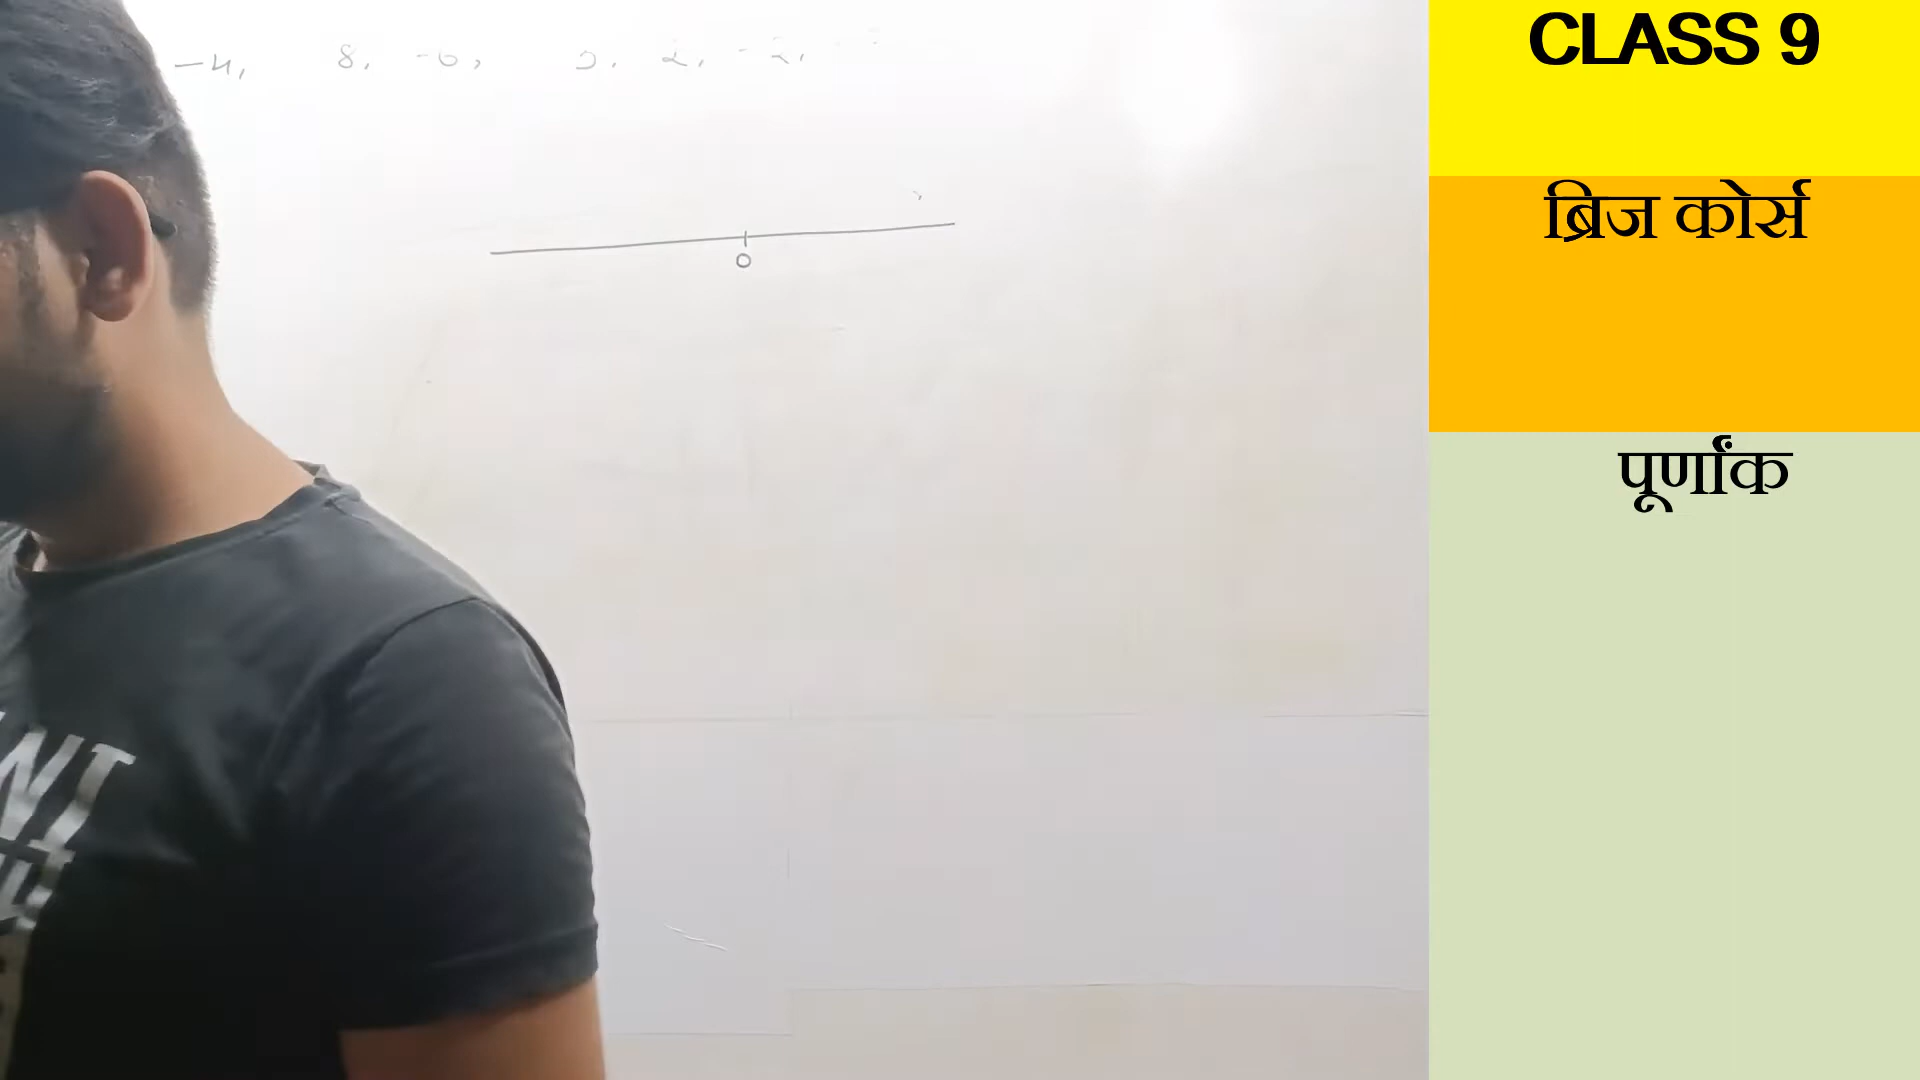 -4, 8, -6, 5, 2, -2,
0
CLASS 9
ब्रिज कोर्स
पूर्णांक